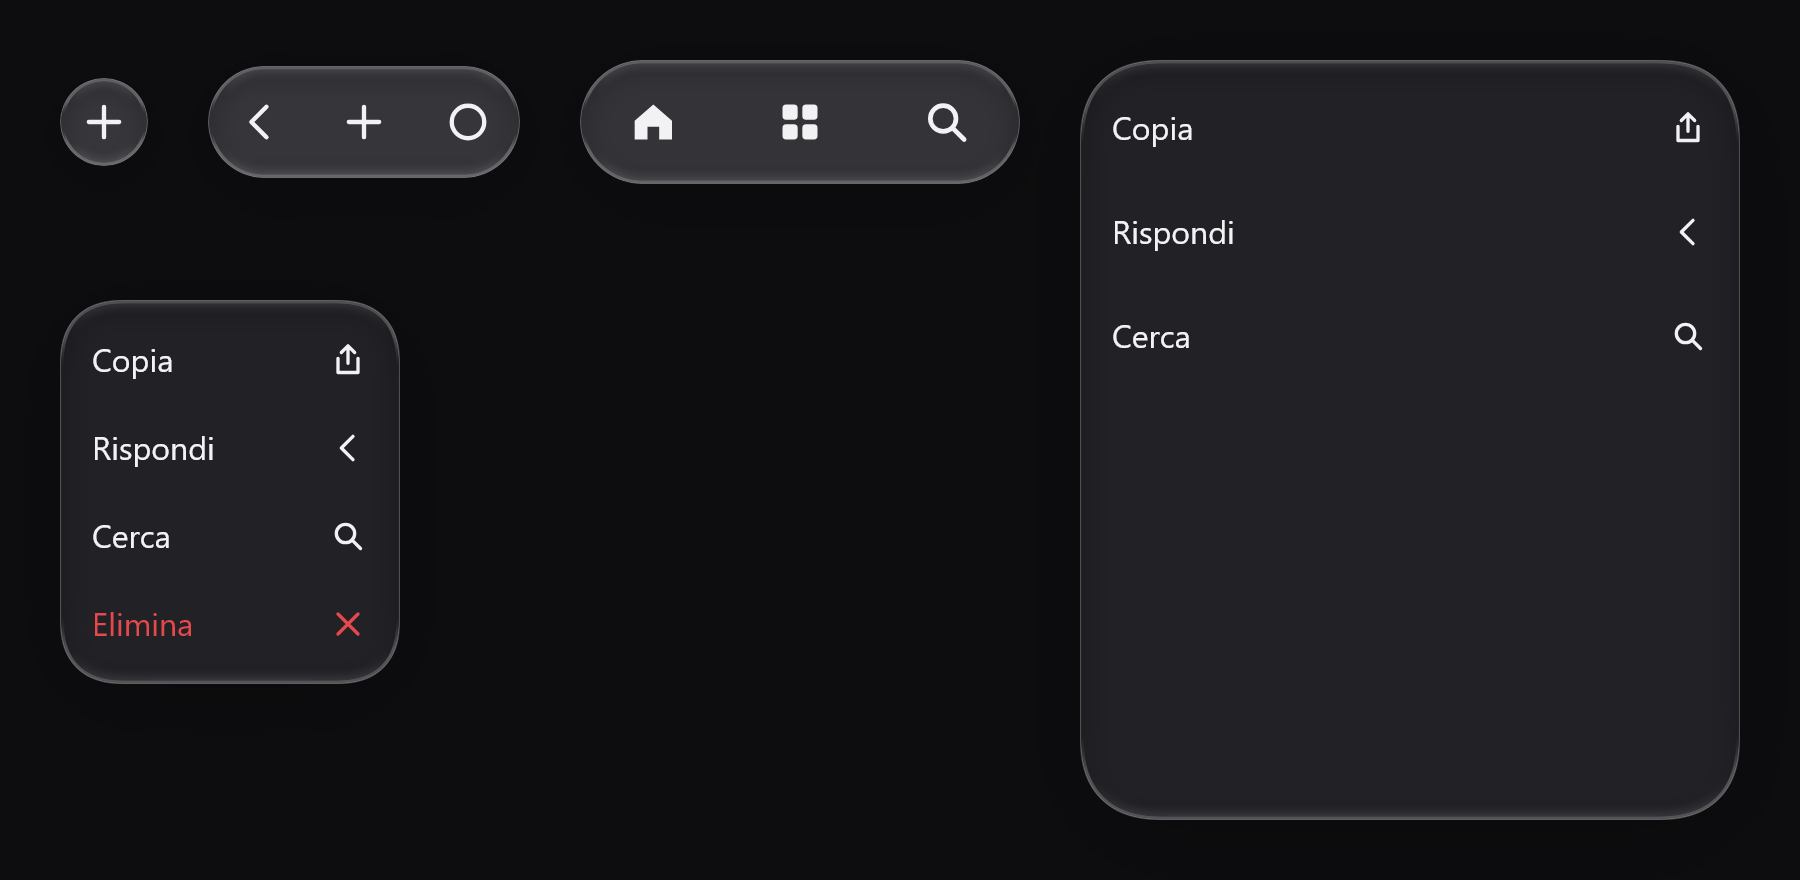 Copia
Rispondi
Cerca
Elimina
Copia
Rispondi
Cerca